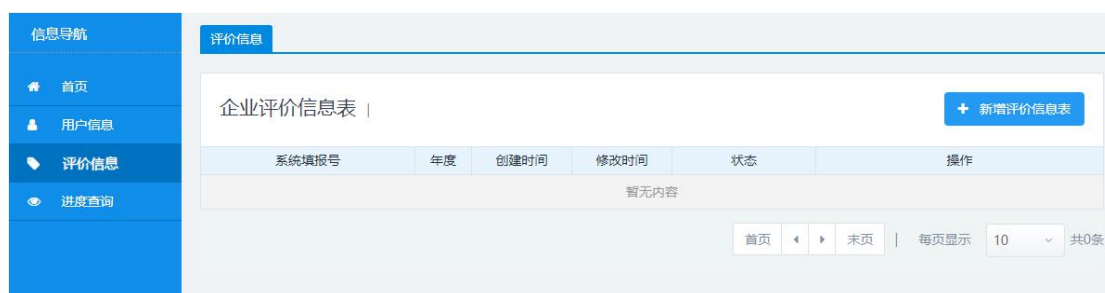 信息导航
首页
用户信息
评价信息
进度查询
评价信息
企业评价信息表 |
+ 新增评价信息表
系统填报号 年度 创建时间 修改时间 状态 操作
暂无内容
首页 末页 | 每页显示 10 共0条